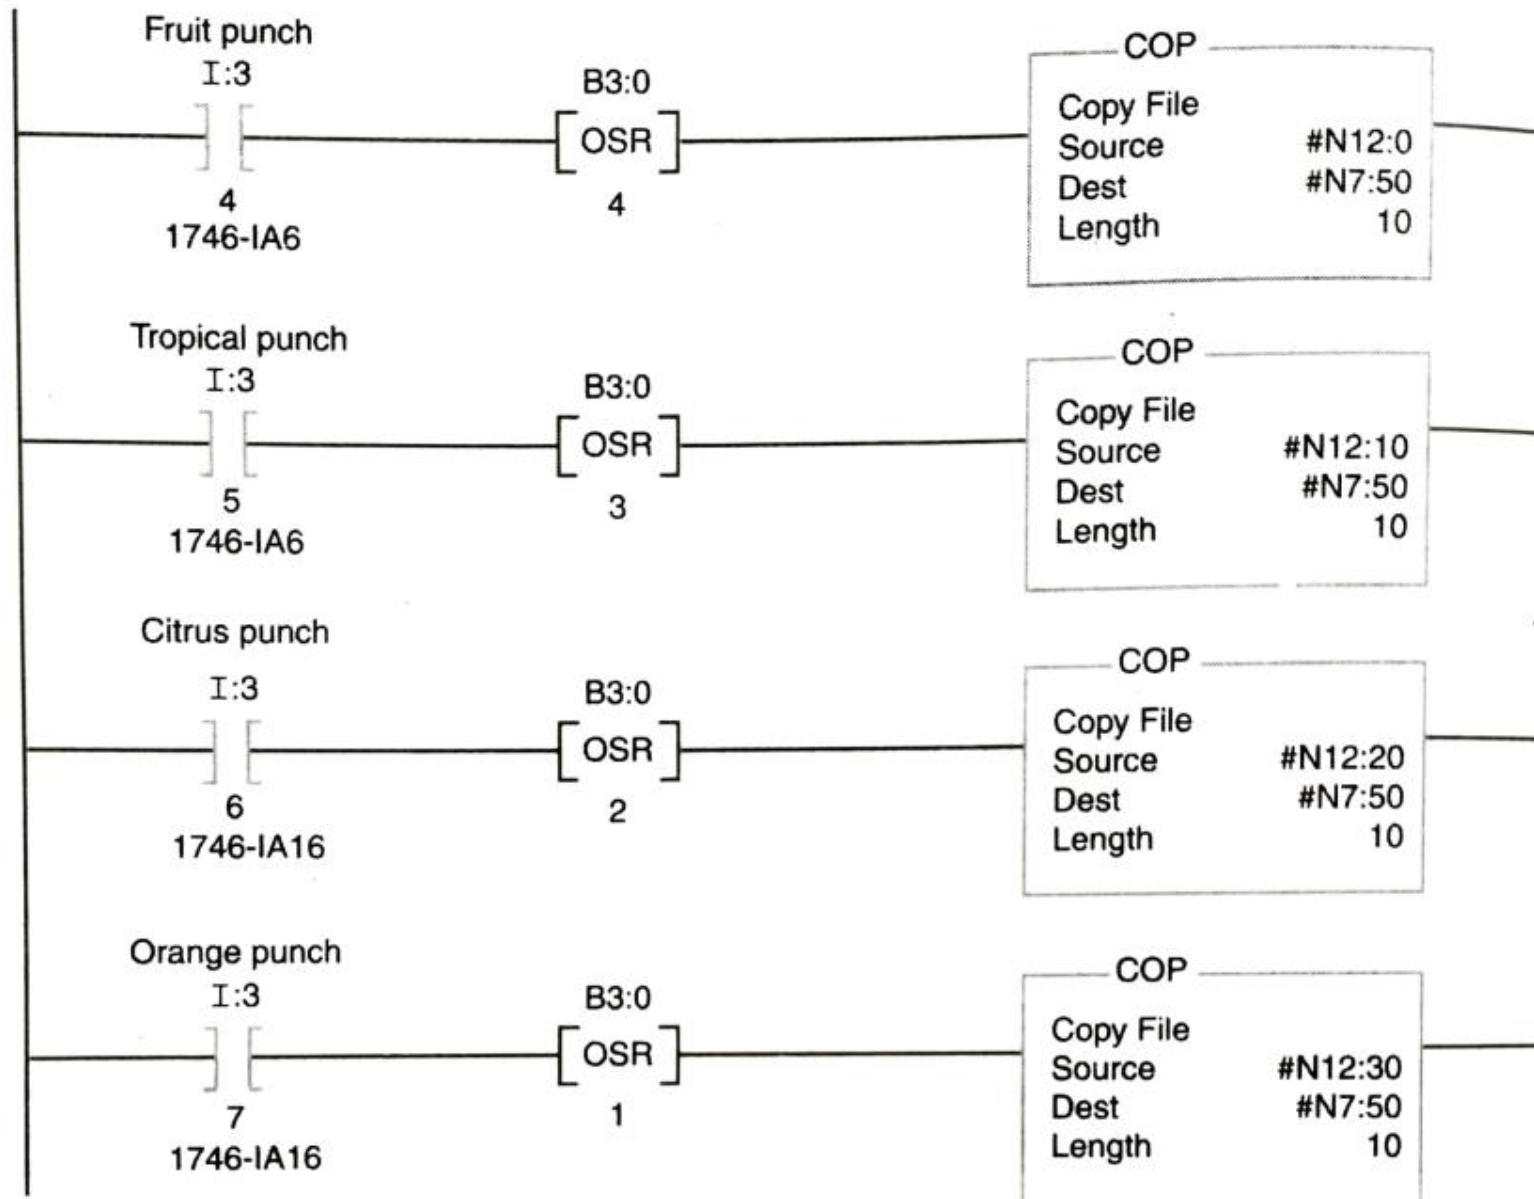 Fruit punch
I:3
B3:0
COP
OSR
Copy File
Source #N12:0
Dest #N7:50
Length 10
4
4
1746-IA6
Tropical punch
I:3
B3:0
COP
OSR
Copy File
Source #N12:10
Dest #N7:50
Length 10
5
3
1746-IA6
Citrus punch
I:3
B3:0
COP
OSR
Copy File
Source #N12:20
Dest #N7:50
Length 10
6
2
1746-IA16
Orange punch
I:3
B3:0
COP
OSR
Copy File
Source #N12:30
Dest #N7:50
Length 10
7
1
1746-IA16